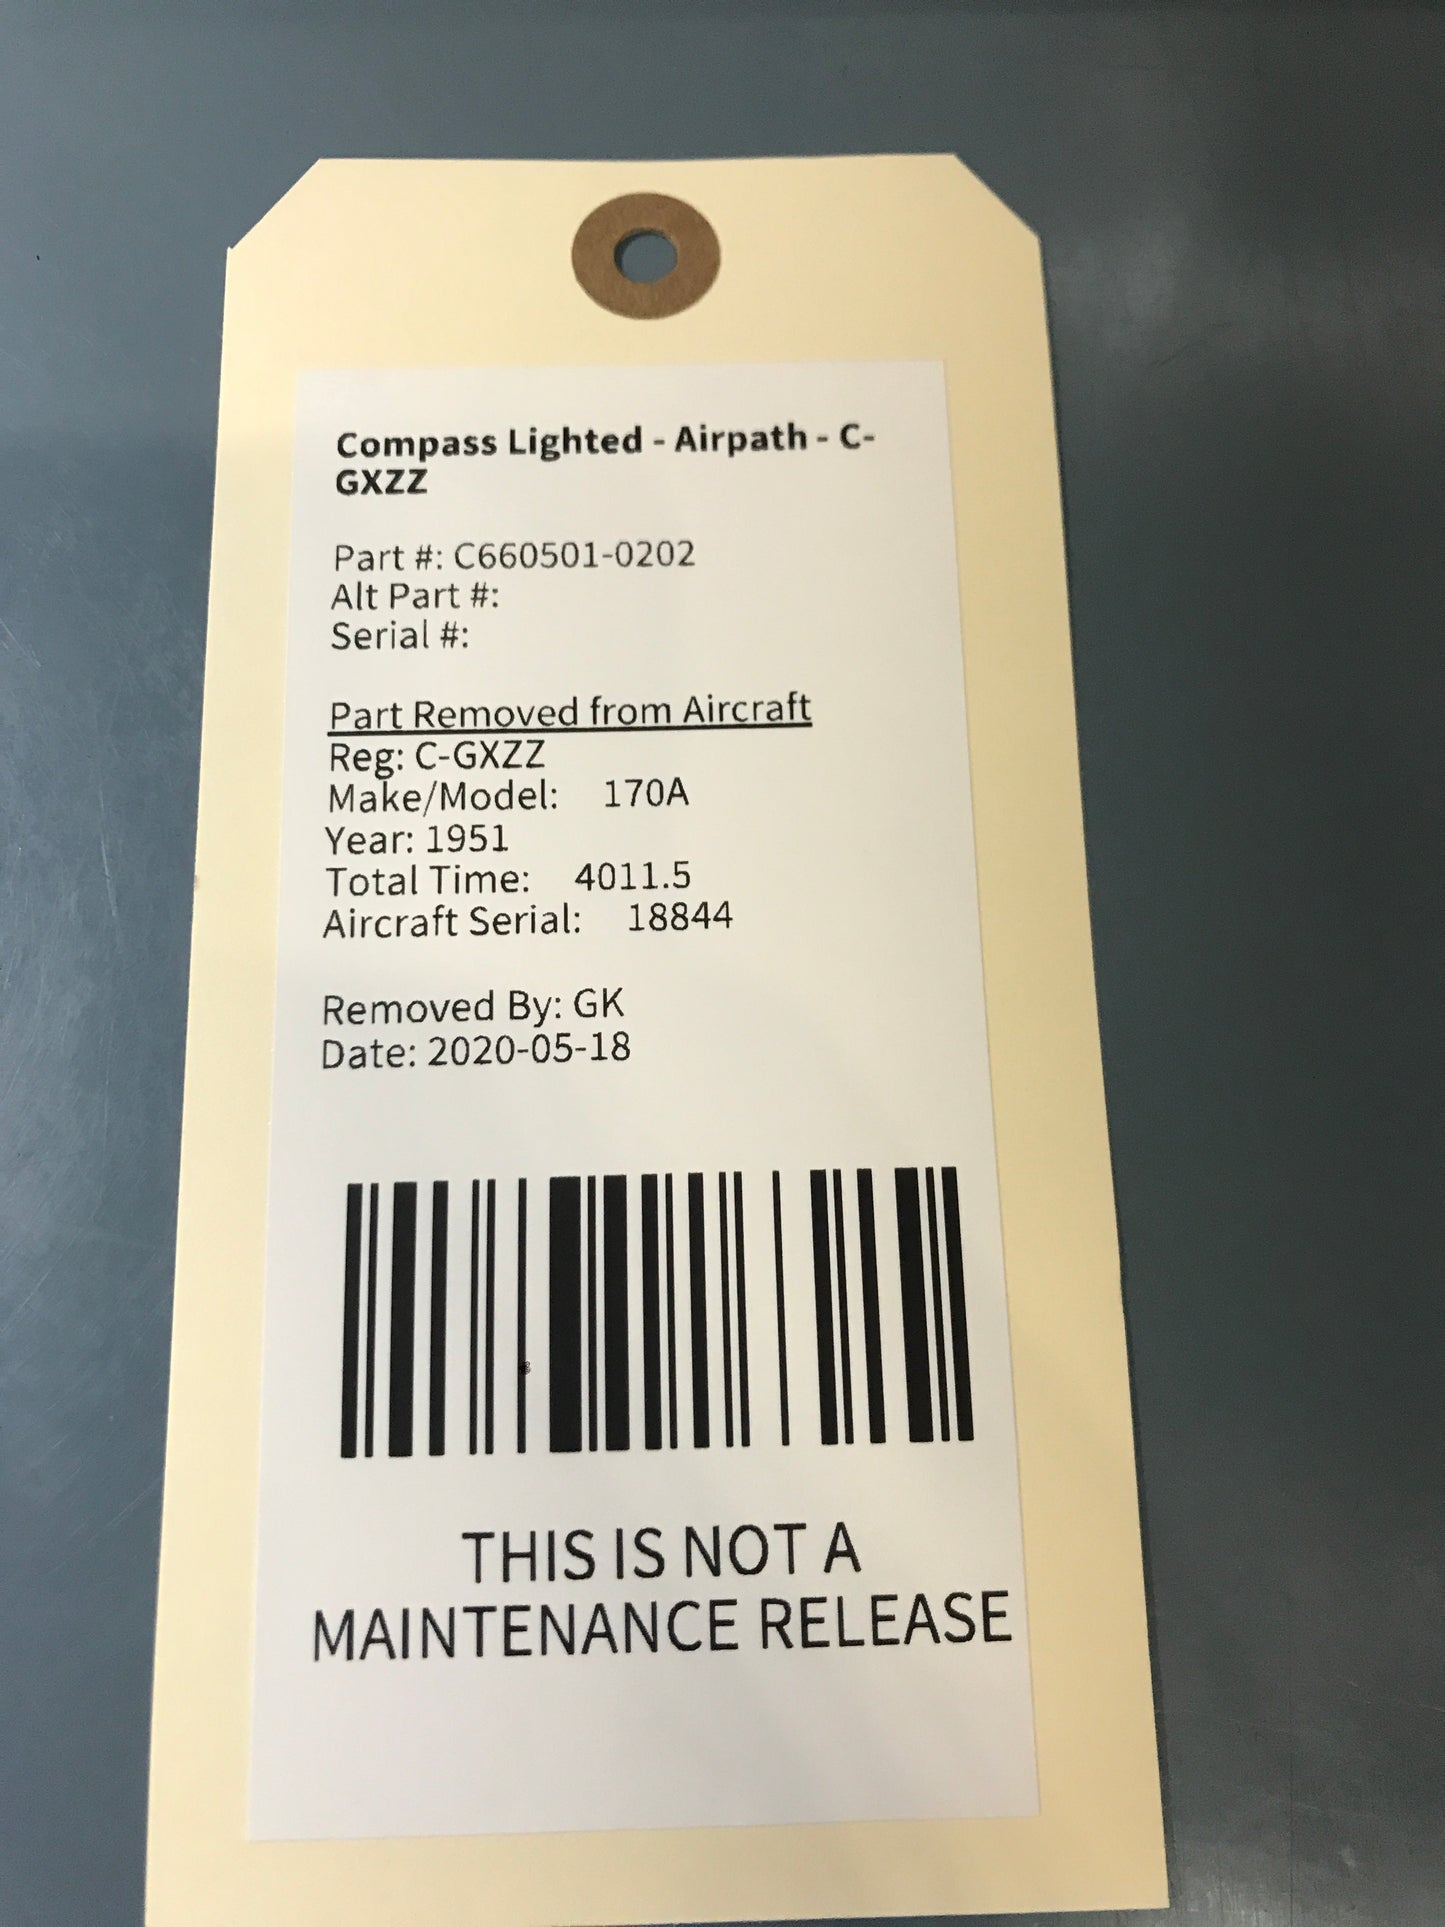 Compass Lighted - Airpath - C-
GXZZ
Part #: C660501-0202
Alt Part #:
Serial #:
Part Removed from Aircraft
Reg: C-GXZZ
Make/Model: 170A
Year: 1951
Total Time: 4011.5
Aircraft Serial: 18844
Removed By: GK
Date: 2020-05-18
THIS IS NOT A
MAINTENANCE RELEASE